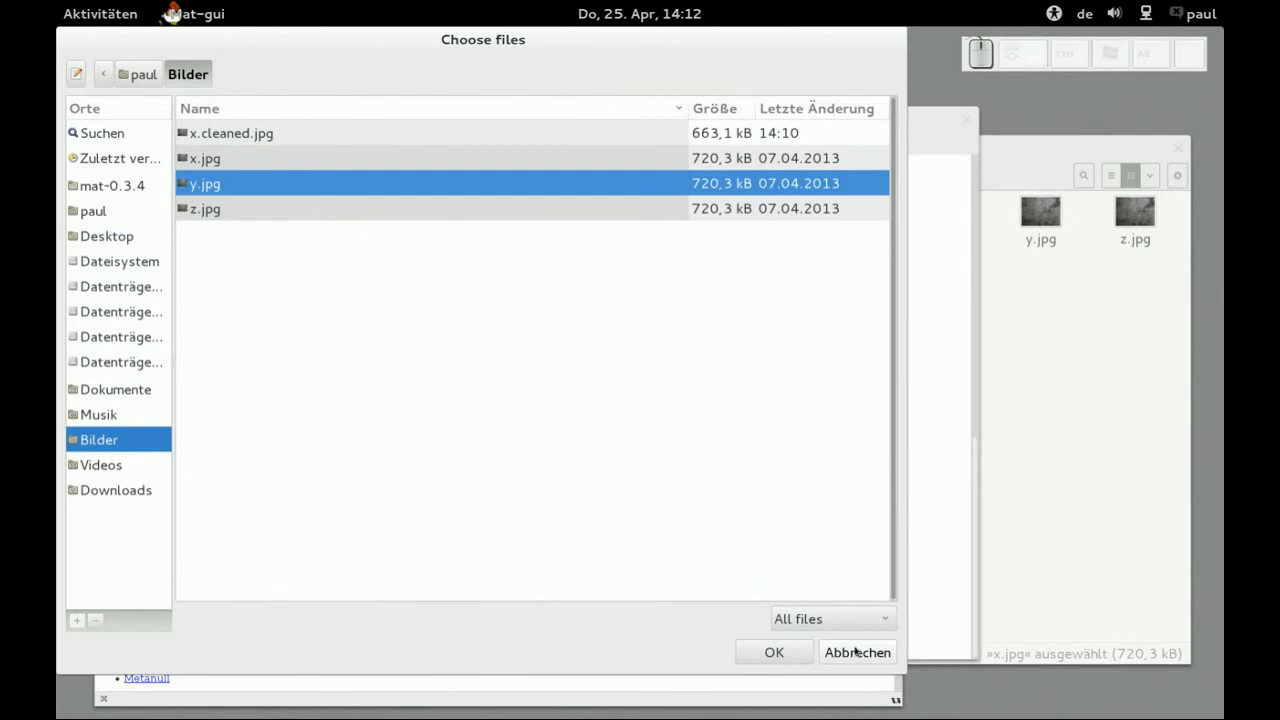 Aktivitäten Mat-gui Do, 25. Apr, 14:12 de paul
Choose files
paul Bilder
Orte Name Größe Letzte Änderung
Suchen x.cleaned.jpg 663,1 kB 14:10
Zuletzt ver... x.jpg 720,3 kB 07.04.2013
mat-0.3.4 y.jpg 720,3 kB 07.04.2013
paul z.jpg 720,3 kB 07.04.2013
Desktop
Dateisystem
Datenträge...
Datenträge...
Datenträge...
Datenträge...
Dokumente
Musik
Bilder
Videos
Downloads
All files
OK Abbrechen
Ctrl Alt
y.jpg z.jpg
»x.jpg« ausgewählt (720,3 kB)
Metanull